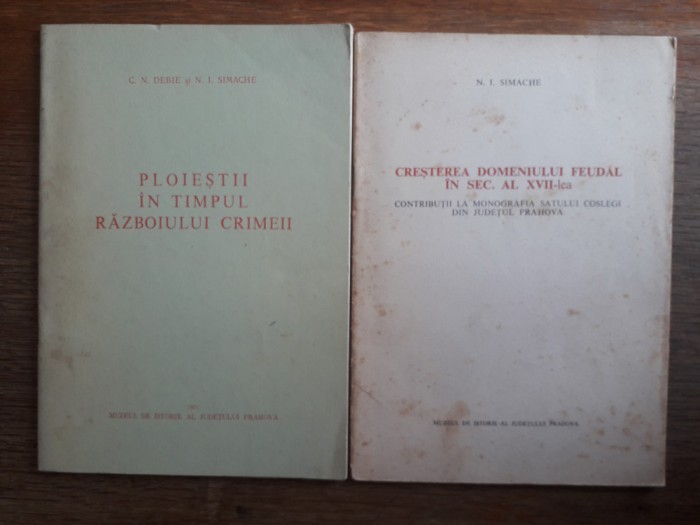 C. N. DEBIE și N. I. SIMACHE
PLOIEȘTII
ÎN TIMPUL
RĂZBOIULUI CRIMEII
MUZEUL DE ISTORIE AL JUDEȚULUI PRAHOVA
N. I. SIMACHE
CREȘTEREA DOMENIULUI FEUDAL
ÎN SEC. AL XVII-lea
CONTRIBUȚII LA MONOGRAFIA SATULUI COSLEGI
DIN JUDEȚUL PRAHOVA
MUZEUL DE ISTORIE AL JUDEȚULUI PRAHOVA